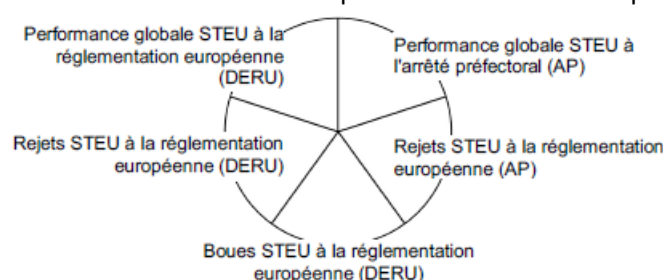 Performance globale STEU à la
réglementation européenne
(DERU)
Performance globale STEU à
l'arrêté préfectoral (AP)
Rejets STEU à la réglementation
européenne (DERU)
Rejets STEU à la réglementation
européenne (AP)
Boues STEU à la réglementation
européenne (DERU)